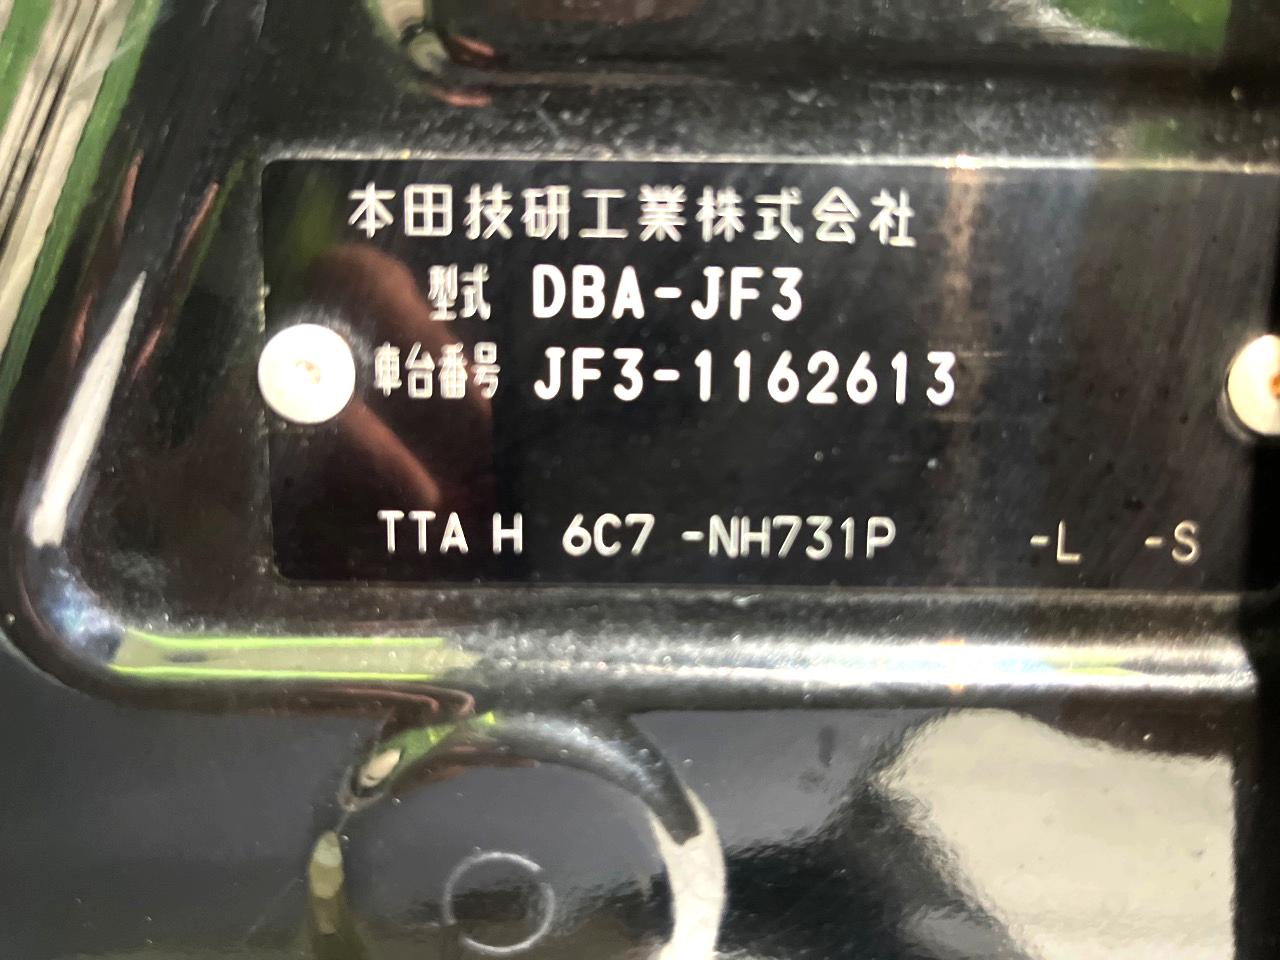 本田技研工業株式会社
型式 DBA-JF3
車台番号 JF3-1162613
TTA H 6C7 -NH731P -L -S